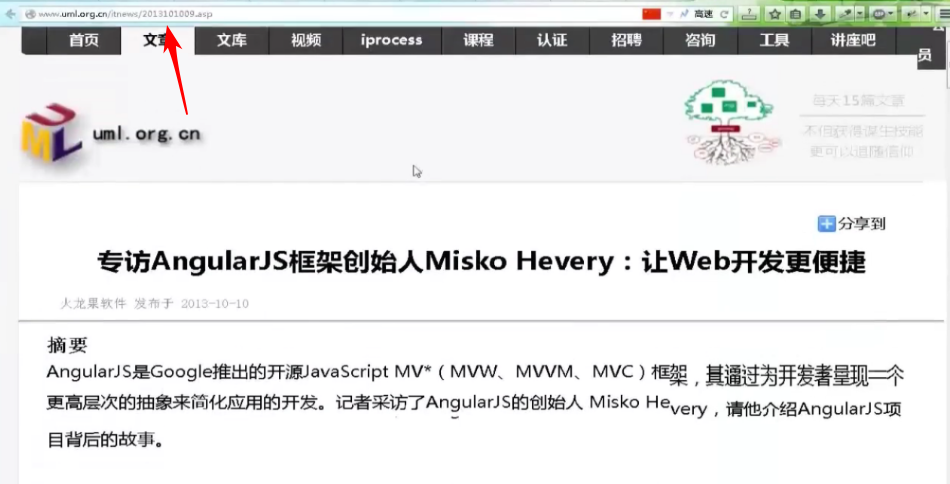 www.uml.org.cn/itnews/2013101009.asp
高速
首页 文章 文库 视频 iprocess 课程 认证 招聘 咨询 工具 讲座吧
员
UML uml.org.cn
每天15篇文章
不但获得谋生技能
更可以追随信仰
分享到
专访AngularJS框架创始人Misko Hevery：让Web开发更便捷
火龙果软件 发布于 2013-10-10
摘要
AngularJS是Google推出的开源JavaScript MV*（MVW、MVVM、MVC）框架，其通过为开发者呈现一个
更高层次的抽象来简化应用的开发。记者采访了AngularJS的创始人 Misko Hevery，请他介绍AngularJS项
目背后的故事。